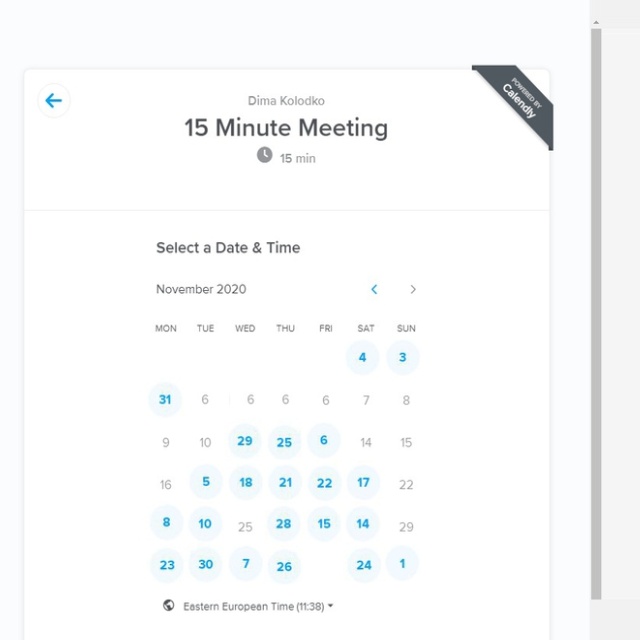 POWERED BY
Calendly
Dima Kolodko
15 Minute Meeting
15 min
Select a Date & Time
November 2020
MON TUE WED THU FRI SAT SUN
4 3
31 6 6 6 6 7 8
9 10 29 25 6 14 15
16 5 18 21 22 17 22
8 10 25 28 15 14 29
23 30 7 26 24 1
Eastern European Time (11:38)